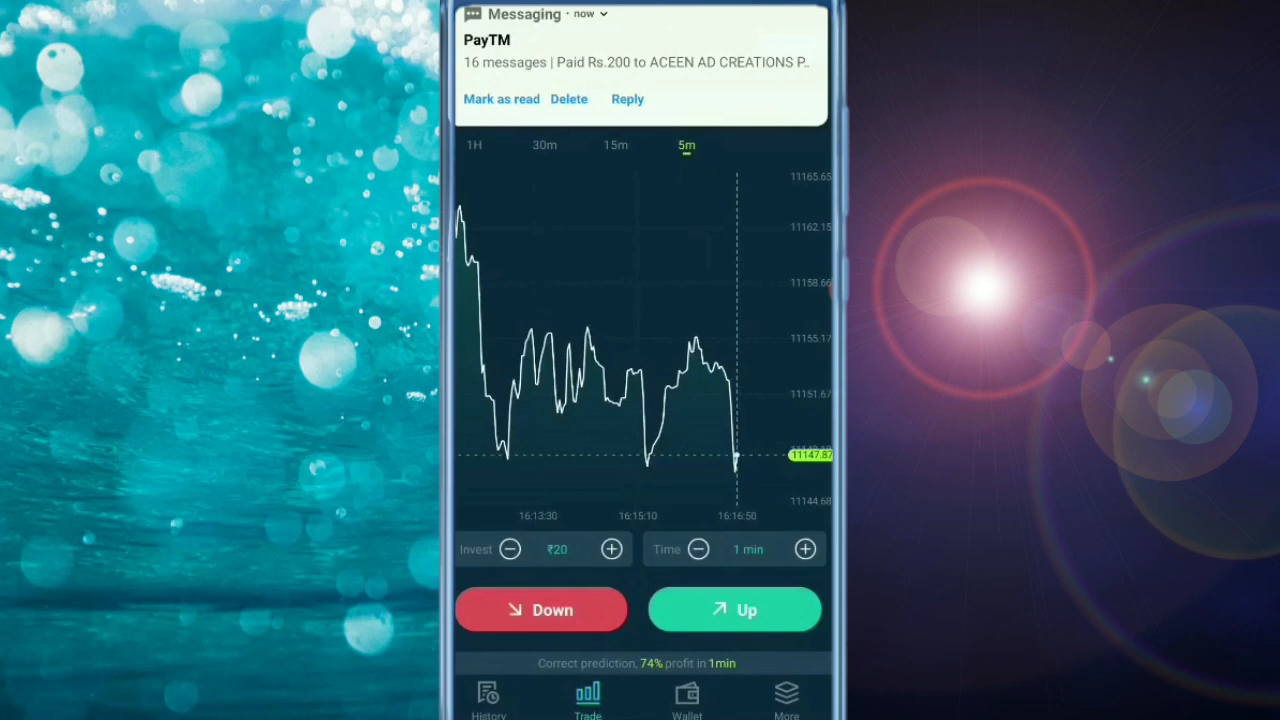 Messaging · now
PayTM
16 messages | Paid Rs.200 to ACEEN AD CREATIONS P..
Mark as read Delete Reply
1H 30m 15m 5m
11165.65
11162.15
11158.66
11155.17
11151.67
11147.87
11144.68
16:13:30 16:15:10 16:16:50
Invest ₹20 Time 1 min
Down Up
Correct prediction, 74% profit in 1min
History Trade Wallet More